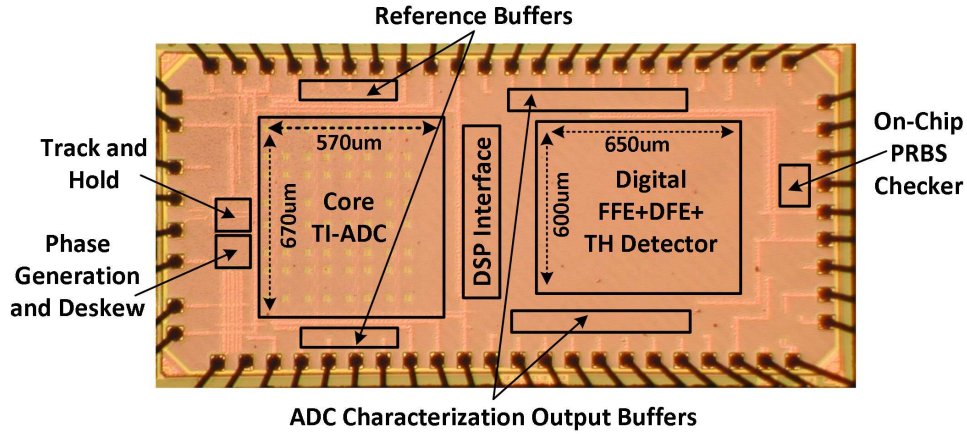 Reference Buffers
Track and
Hold
Phase
Generation
and Deskew
570um
670um
Core
TI-ADC
DSP Interface
650um
600um
Digital
FFE+DFE+
TH Detector
On-Chip
PRBS
Checker
ADC Characterization Output Buffers